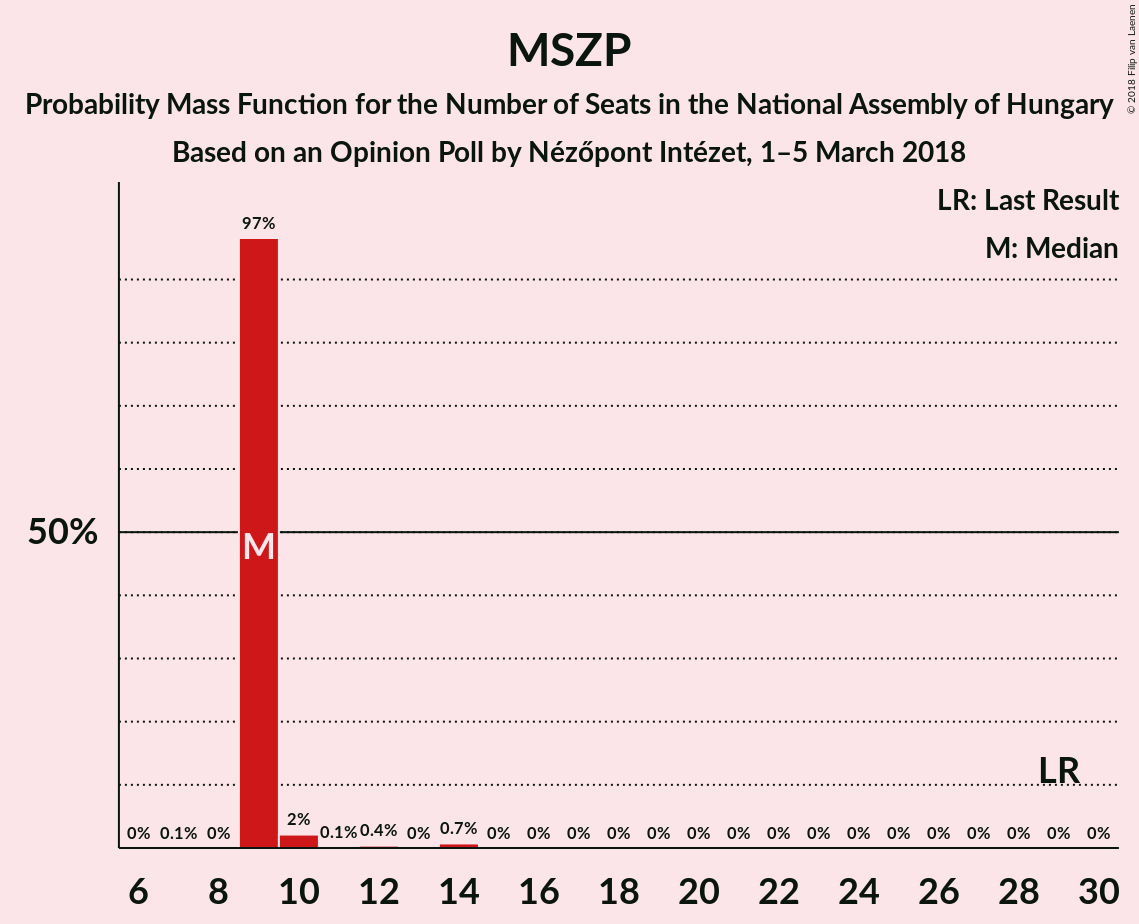 MSZP
Probability Mass Function for the Number of Seats in the National Assembly of Hungary
Based on an Opinion Poll by Nézőpont Intézet, 1–5 March 2018
© 2018 Filip van Laenen
LR: Last Result
M: Median
97%
50%
M
LR
0% 0.1% 0% 2% 0.1% 0.4% 0% 0.7% 0% 0% 0% 0% 0% 0% 0% 0% 0% 0% 0% 0% 0% 0% 0% 0%
6 8 10 12 14 16 18 20 22 24 26 28 30